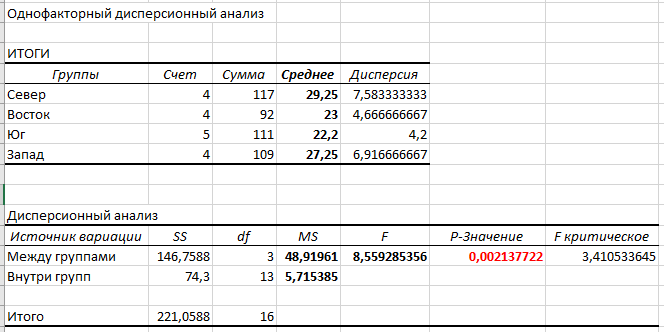 Однофакторный дисперсионный анализ
ИТОГИ
Группы Счет Сумма Среднее Дисперсия
Север 4 117 29,25 7,583333333
Восток 4 92 23 4,666666667
Юг 5 111 22,2 4,2
Запад 4 109 27,25 6,916666667
Дисперсионный анализ
Источник вариации SS df MS F P-Значение F критическое
Между группами 146,7588 3 48,91961 8,559285356 0,002137722 3,410533645
Внутри групп 74,3 13 5,715385
Итого 221,0588 16